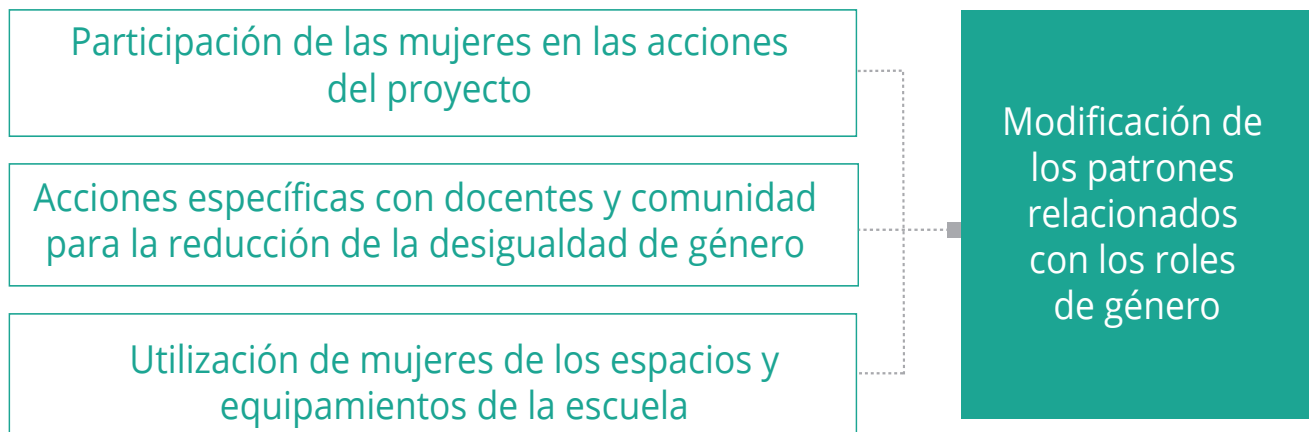 Participación de las mujeres en las acciones
del proyecto
Acciones específicas con docentes y comunidad
para la reducción de la desigualdad de género
Utilización de mujeres de los espacios y
equipamientos de la escuela
Modificación de
los patrones
relacionados
con los roles
de género